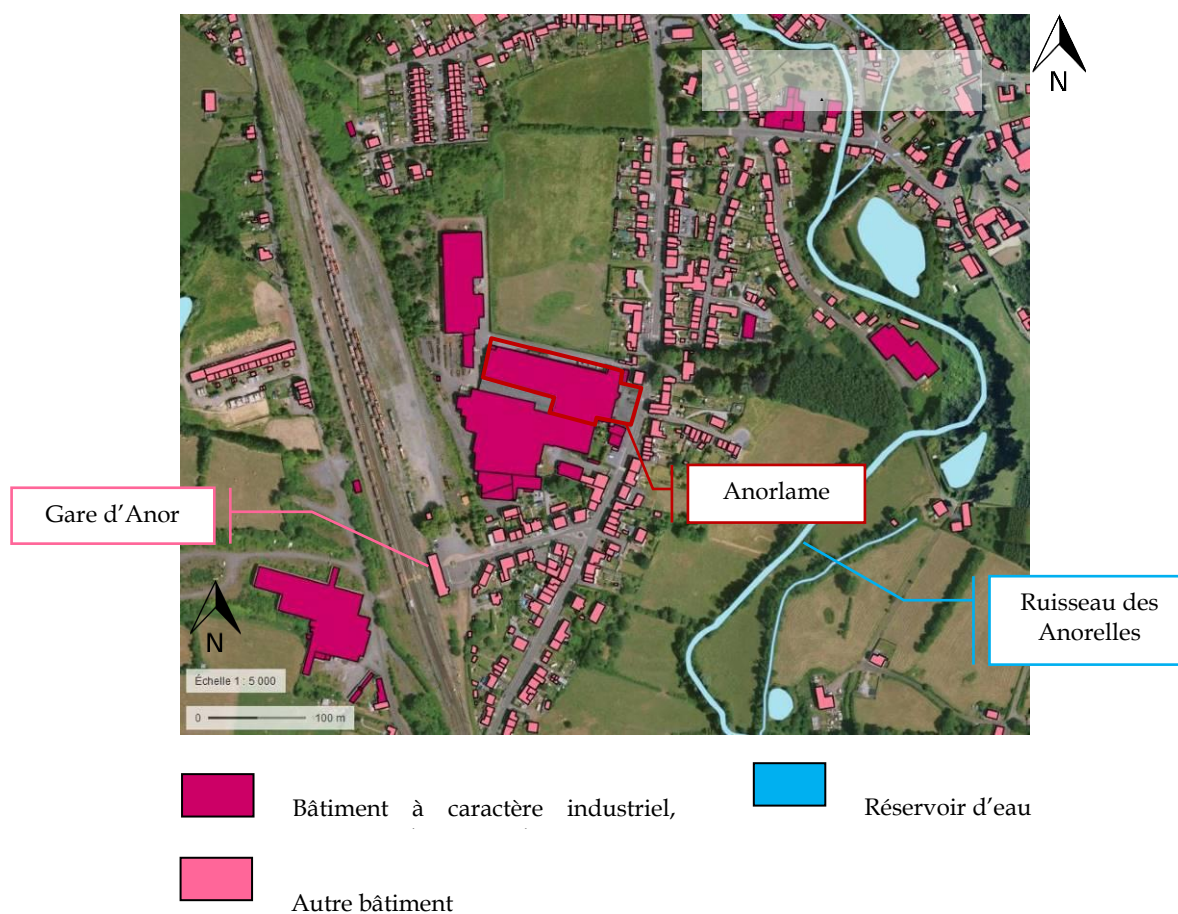 N
Anorlame
Gare d'Anor
Ruisseau des
Anorelles
N
Échelle 1 : 5 000
0 100 m
Bâtiment à caractère industriel,
Réservoir d'eau
Autre bâtiment